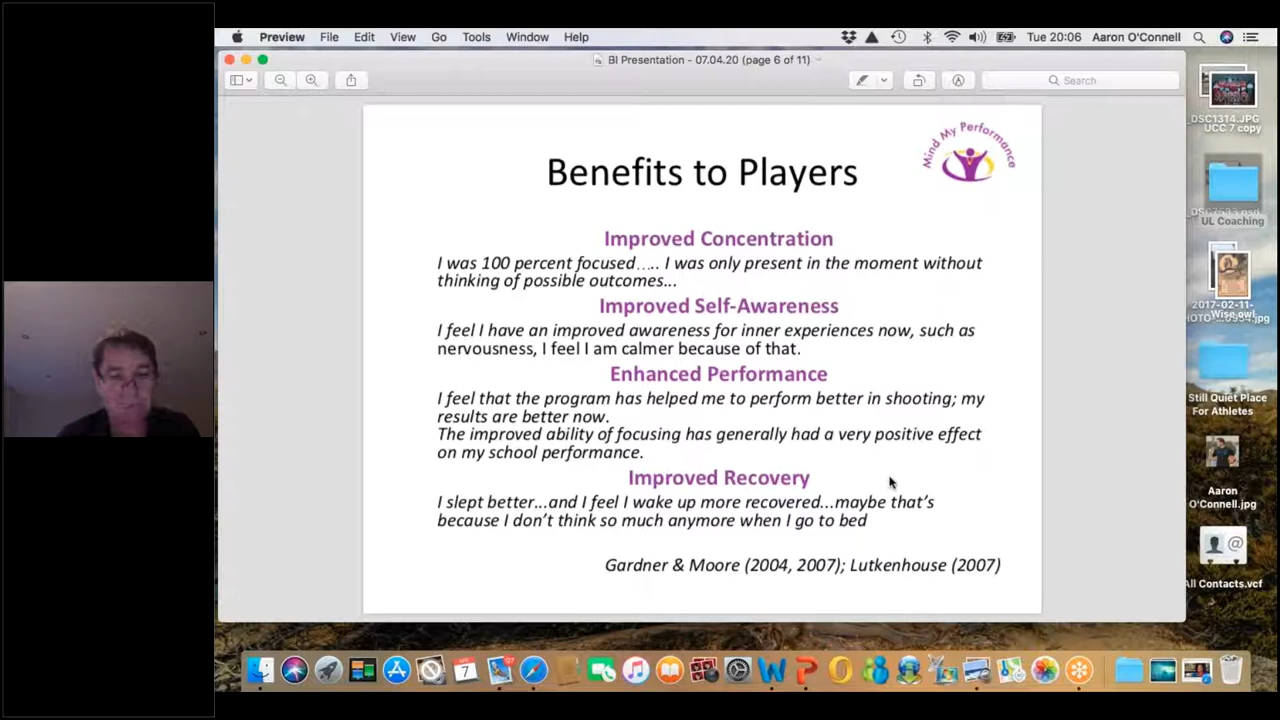 Preview File Edit View Go Tools Window Help Tue 20:06 Aaron O'Connell
BI Presentation - 07.04.20 (page 6 of 11)
Search
Mind My Performance
Benefits to Players
Improved Concentration
I was 100 percent focused….. I was only present in the moment without
thinking of possible outcomes...
Improved Self-Awareness
I feel I have an improved awareness for inner experiences now, such as
nervousness, I feel I am calmer because of that.
Enhanced Performance
I feel that the program has helped me to perform better in shooting; my
results are better now.
The improved ability of focusing has generally had a very positive effect
on my school performance.
Improved Recovery
I slept better...and I feel I wake up more recovered...maybe that's
because I don't think so much anymore when I go to bed
Gardner & Moore (2004, 2007); Lutkenhouse (2007)
_DSC1314.JPG
UCC 7 copy
UL Coaching
2017-02-11-
Wise owl
.jpg
Still Quiet Place
For Athletes
Aaron
O'Connell.jpg
All Contacts.vcf
7